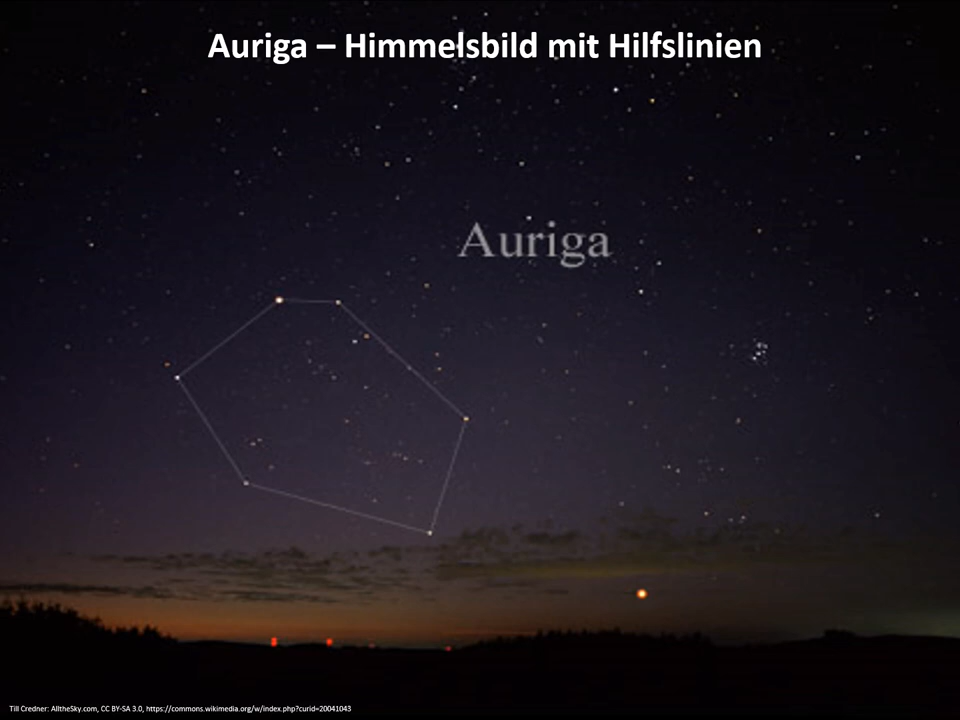 Auriga – Himmelsbild mit Hilfslinien
Auriga
Till Credner: AlltheSky.com, CC BY-SA 3.0, https://commons.wikimedia.org/w/index.php?curid=20041043